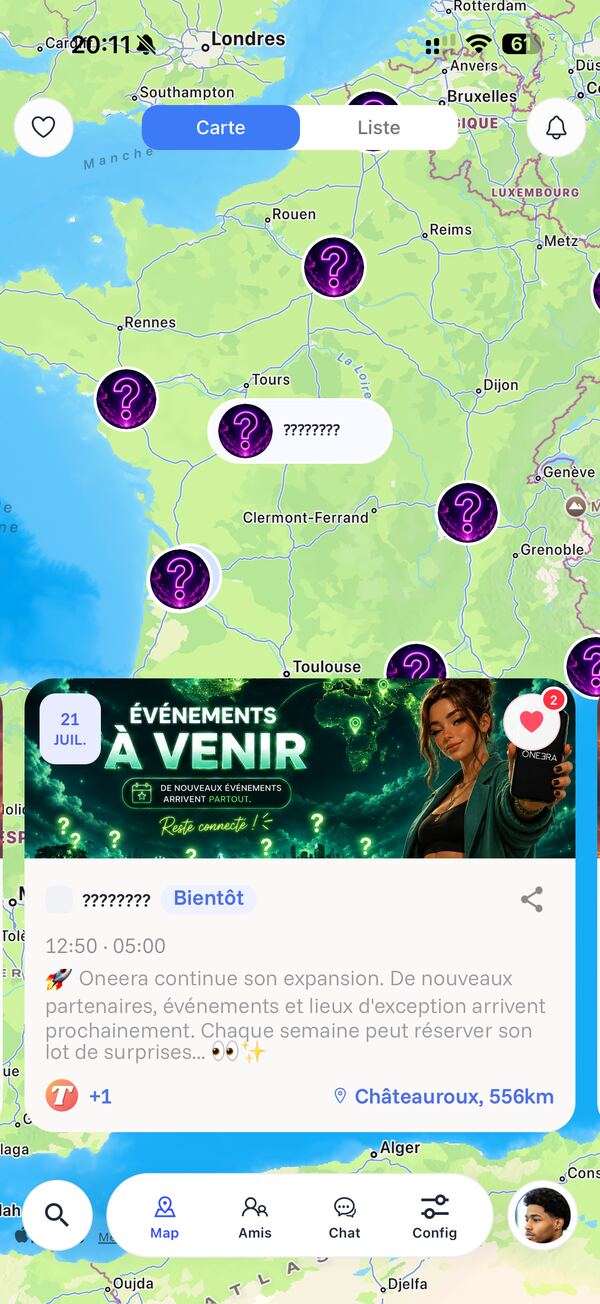 Rotterdam
20:11
Londres
61
Anvers
Southampton
Bruxelles
Carte
Liste
Manche
LUXEMBOURG
Rouen
Reims
Metz
Rennes
La Loire
Tours
Dijon
????????
Genève
Clermont-Ferrand
Grenoble
Toulouse
21
JUIL.
ÉVÉNEMENTS
À VENIR
DE NOUVEAUX ÉVÉNEMENTS
ARRIVENT PARTOUT.
Reste connecté !
2
????????
Bientôt
12:50 · 05:00
🚀 Oneera continue son expansion. De nouveaux
partenaires, événements et lieux d'exception arrivent
prochainement. Chaque semaine peut réserver son
lot de surprises... 👀✨
T
+1
Châteauroux, 556km
Alger
Map
Amis
Chat
Config
Oujda
Djelfa